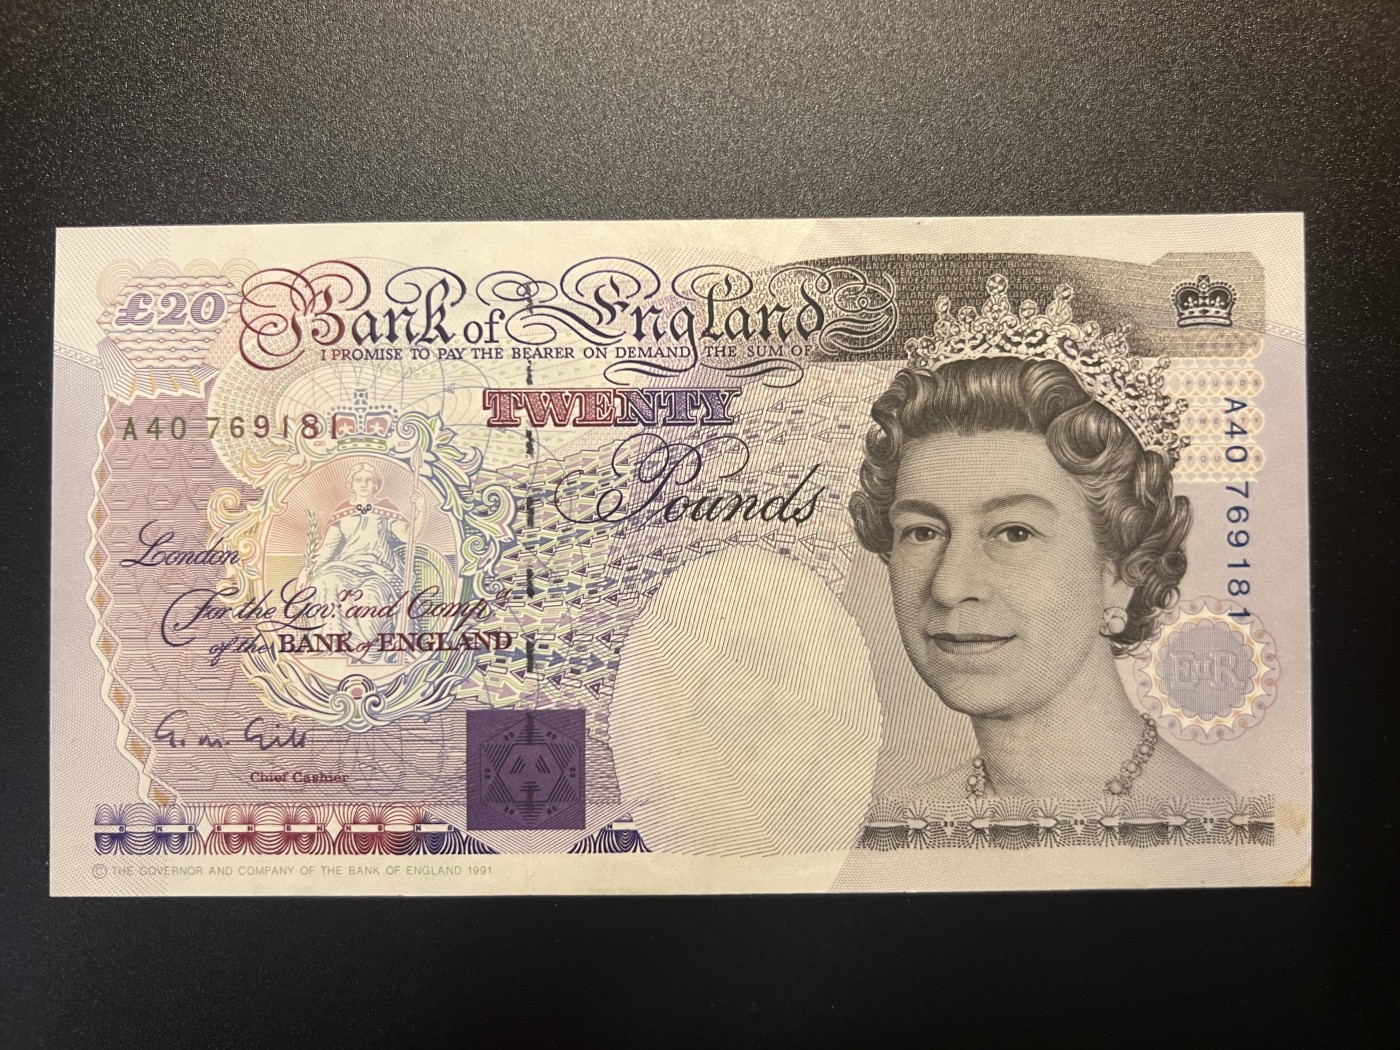 £20
Bank of England
I PROMISE TO PAY THE BEARER ON DEMAND THE SUM OF
TWENTY
Pounds
A40 769181
A40 769181
London
For the Govr. and Compa.
of the BANK of ENGLAND
G. M. Gill
Chief Cashier
EIIR
© THE GOVERNOR AND COMPANY OF THE BANK OF ENGLAND 1991